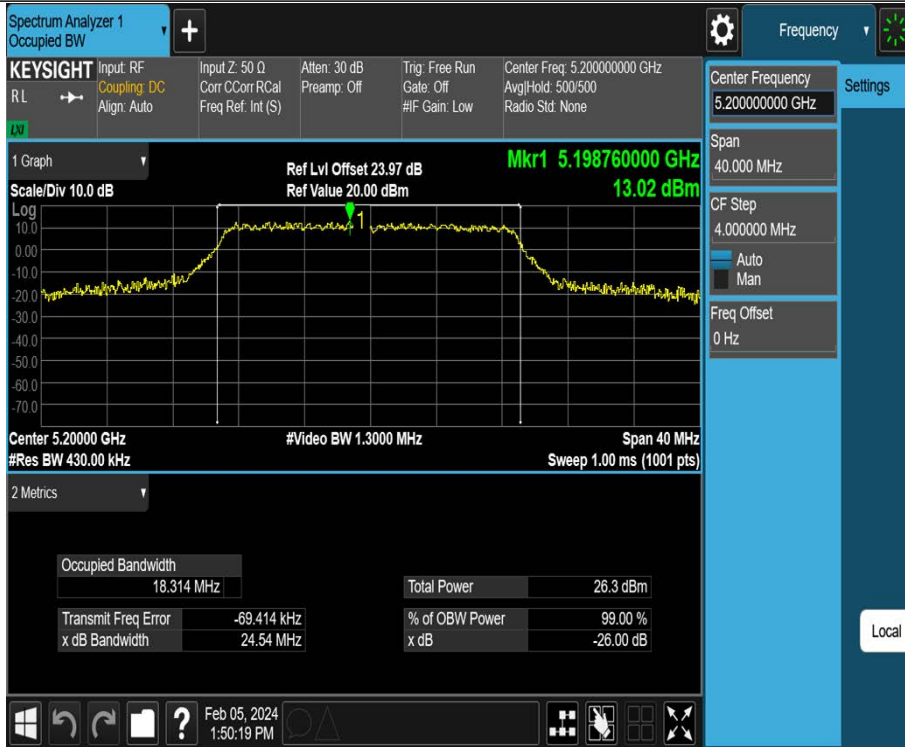 Spectrum Analyzer 1
Occupied BW
+
Frequency
KEYSIGHT
RL
LXI
Input: RF
Coupling: DC
Align: Auto
Input Z: 50 Ω
Corr CCorr RCal
Freq Ref: Int (S)
Atten: 30 dB
Preamp: Off
Trig: Free Run
Gate: Off
#IF Gain: Low
Center Freq: 5.200000000 GHz
Avg|Hold: 500/500
Radio Std: None
Center Frequency
5.200000000 GHz
Settings
Span
40.000 MHz
CF Step
4.000000 MHz
Auto
Man
Freq Offset
0 Hz
Local
1 Graph
Scale/Div 10.0 dB
Ref Lvl Offset 23.97 dB
Ref Value 20.00 dBm
Mkr1 5.198760000 GHz
13.02 dBm
Log
10.0
0.00
-10.0
-20.0
-30.0
-40.0
-50.0
-60.0
-70.0
1
Center 5.20000 GHz
#Video BW 1.3000 MHz
Span 40 MHz
#Res BW 430.00 kHz
Sweep 1.00 ms (1001 pts)
2 Metrics
Occupied Bandwidth
18.314 MHz
Total Power 26.3 dBm
Transmit Freq Error -69.414 kHz
% of OBW Power 99.00 %
x dB Bandwidth 24.54 MHz
x dB -26.00 dB
?
Feb 05, 2024
1:50:19 PM